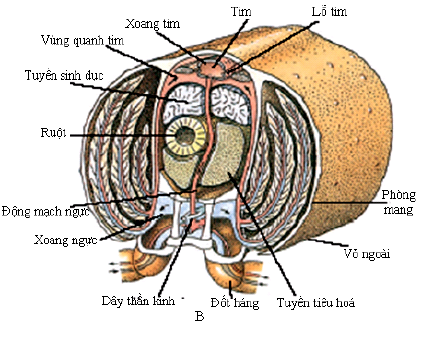 Xoang tim
Tim
Lỗ tim
Vùng quanh tim
Tuyến sinh dục
Ruột
Động mạch ngực
Xoang ngực
Dây thần kinh
Đốt háng
Tuyến tiêu hoá
Phòng
mang
Vỏ ngoài
B